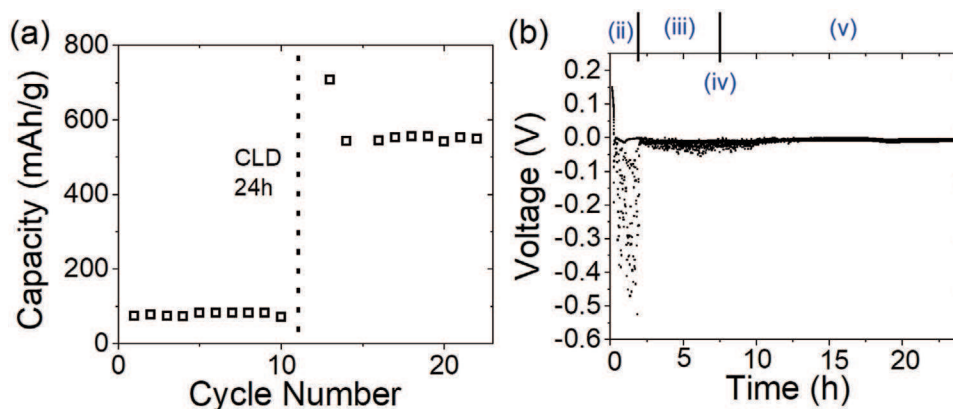 (a)
800
600
400
200
0
Capacity (mAh/g)
CLD
24h
0 10 20
Cycle Number
(b)
(ii) (iii) (v)
(iv)
0.2
0.1
0.0
-0.1
-0.2
-0.3
-0.4
-0.5
-0.6
Voltage (V)
0 5 10 15 20
Time (h)